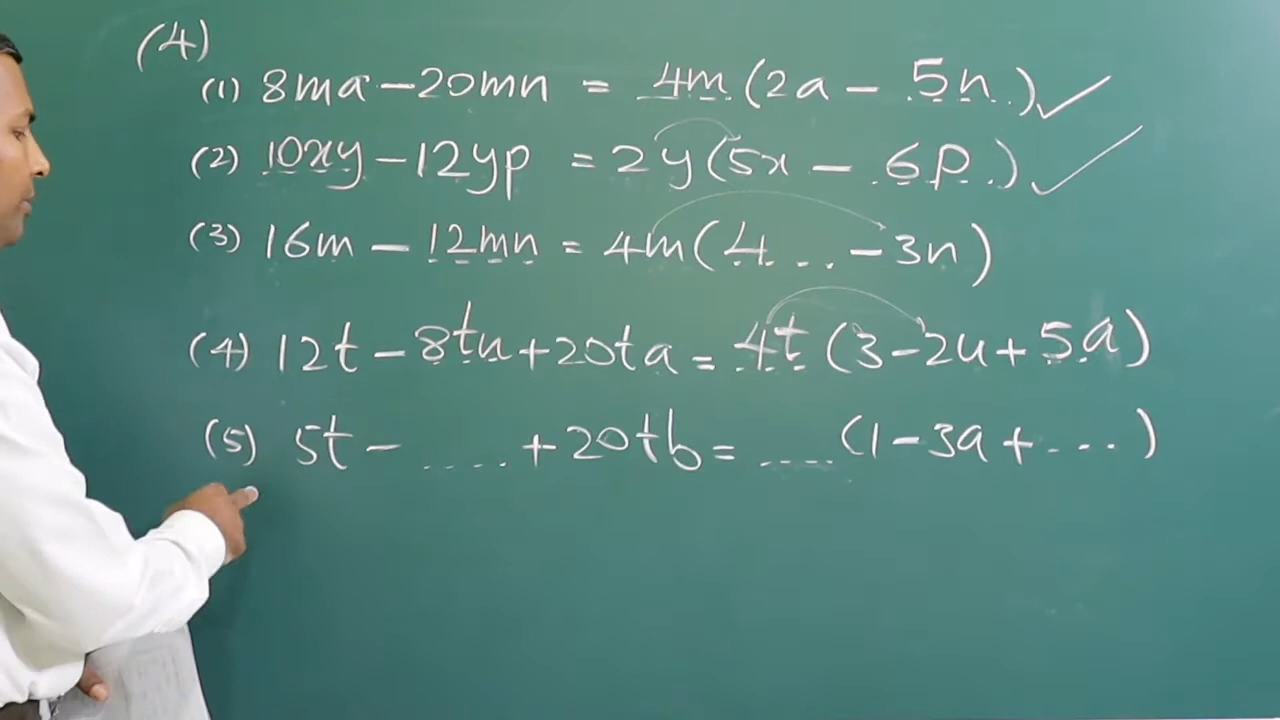 (4)
(1) 8ma - 20mn = 4m (2a - 5n )
(2) 10xy - 12yp = 2y(5x - 6p .)
(3) 16m - 12mn = 4m(4 ... - 3n)
(4) 12t - 8tu + 20ta = 4t (3 - 2u + 5a)
(5) 5t - ...... + 20tb = ..... (1 - 3a + ....)